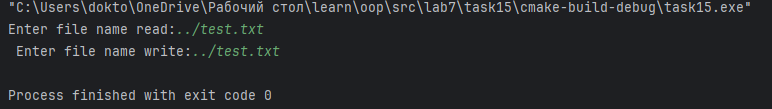 "C:\Users\dokto\OneDrive\Рабочий стол\learn\oop\src\lab7\task15\cmake-build-debug\task15.exe"
Enter file name read:../test.txt
 Enter file name write:../test.txt
Process finished with exit code 0